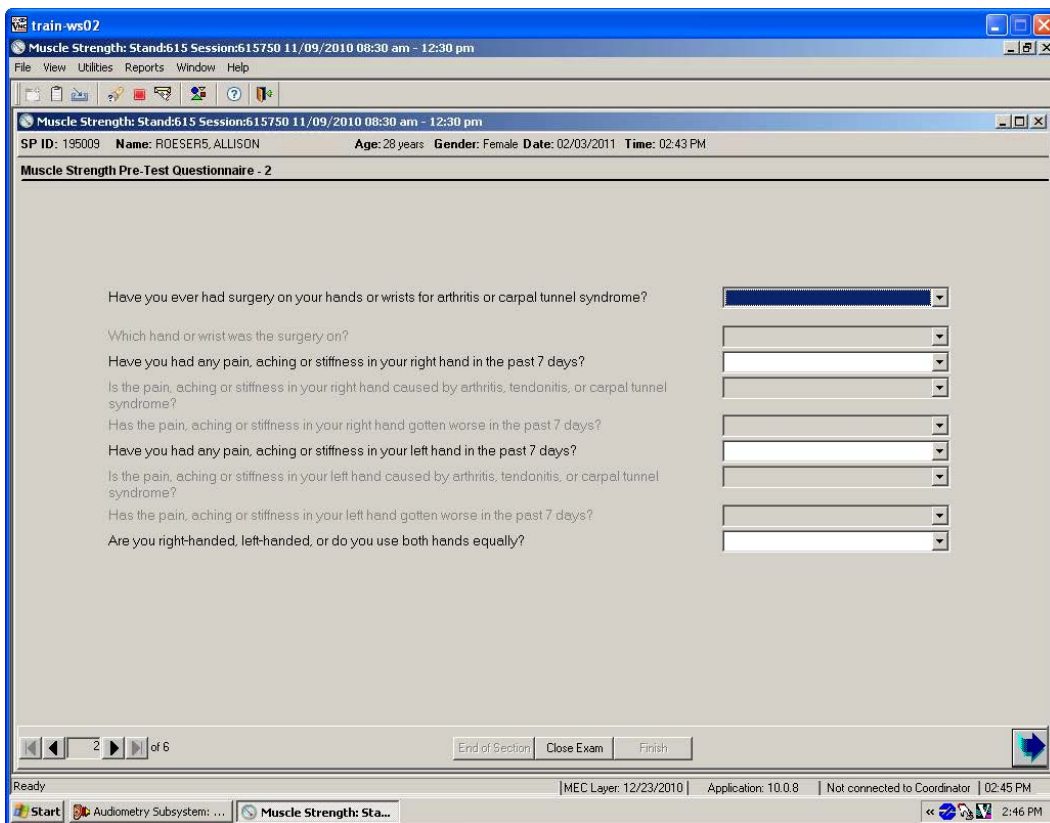 train-ws02
Muscle Strength: Stand:615 Session:615750 11/09/2010 08:30 am - 12:30 pm
File View Utilities Reports Window Help
Muscle Strength: Stand:615 Session:615750 11/09/2010 08:30 am - 12:30 pm
SP ID: 195009 Name: ROESER5, ALLISON Age: 28 years Gender: Female Date: 02/03/2011 Time: 02:43 PM
Muscle Strength Pre-Test Questionnaire - 2
Have you ever had surgery on your hands or wrists for arthritis or carpal tunnel syndrome?
Which hand or wrist was the surgery on?
Have you had any pain, aching or stiffness in your right hand in the past 7 days?
Is the pain, aching or stiffness in your right hand caused by arthritis, tendonitis, or carpal tunnel
syndrome?
Has the pain, aching or stiffness in your right hand gotten worse in the past 7 days?
Have you had any pain, aching or stiffness in your left hand in the past 7 days?
Is the pain, aching or stiffness in your left hand caused by arthritis, tendonitis, or carpal tunnel
syndrome?
Has the pain, aching or stiffness in your left hand gotten worse in the past 7 days?
Are you right-handed, left-handed, or do you use both hands equally?
2 of 6 End of Section Close Exam Finish
Ready MEC Layer: 12/23/2010 Application: 10.0.8 Not connected to Coordinator 02:45 PM
Start Audiometry Subsystem: ... Muscle Strength: Sta... « 2:46 PM